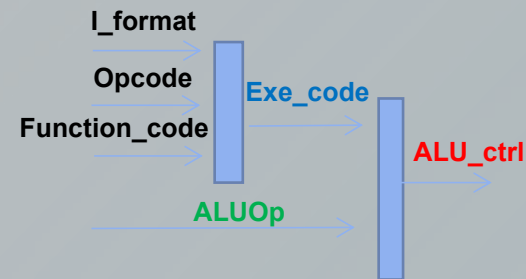 I_format
Opcode
Exe_code
Function_code
ALU_ctrl
ALUOp